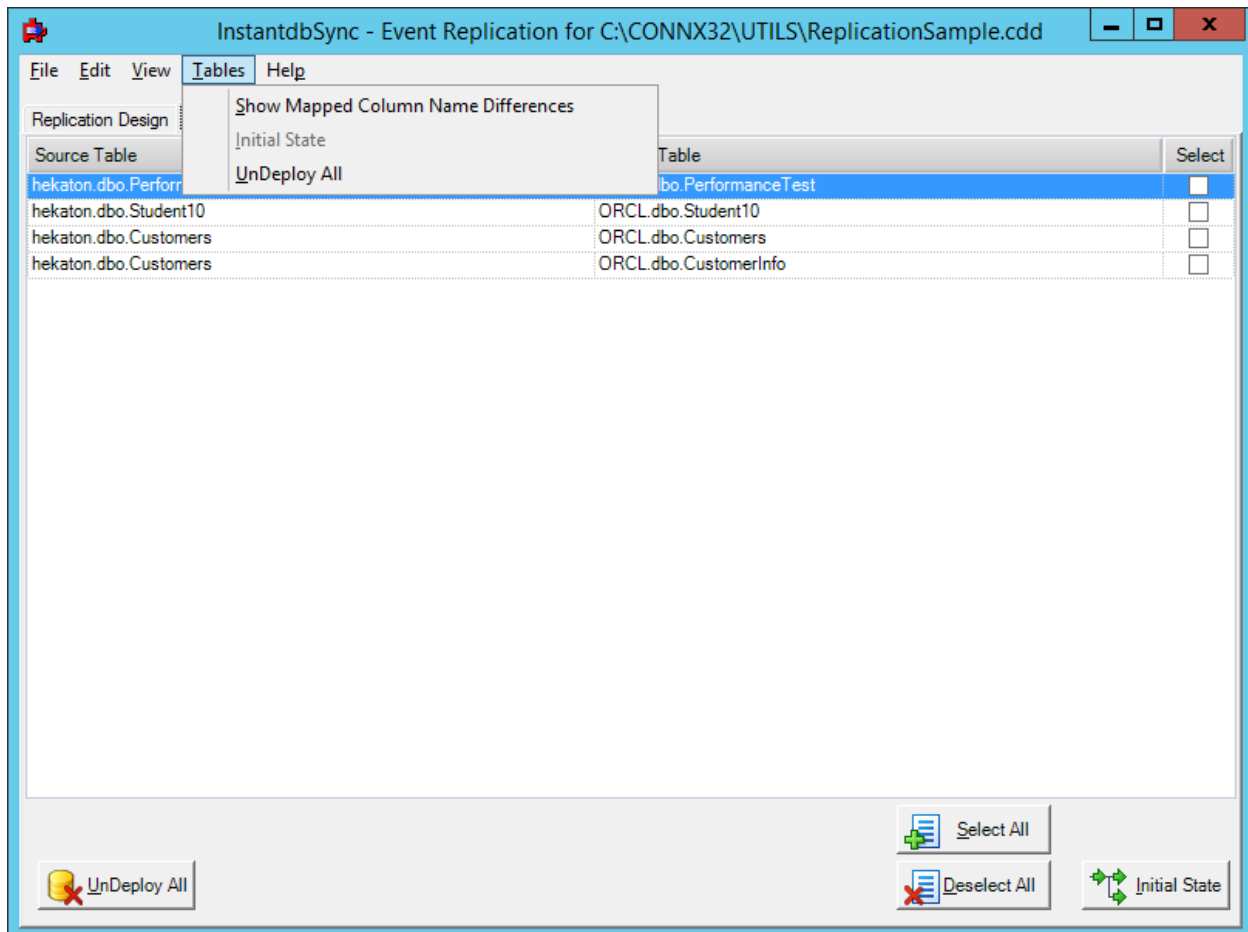 InstantdbSync - Event Replication for C:\CONNX32\UTILS\ReplicationSample.cdd
File Edit View Tables Help
Show Mapped Column Name Differences
Initial State
UnDeploy All
Replication Design
Source Table Table Select
hekaton.dbo.Perforr bo.PerformanceTest
hekaton.dbo.Student10 ORCL.dbo.Student10
hekaton.dbo.Customers ORCL.dbo.Customers
hekaton.dbo.Customers ORCL.dbo.CustomerInfo
Select All
UnDeploy All Deselect All Initial State